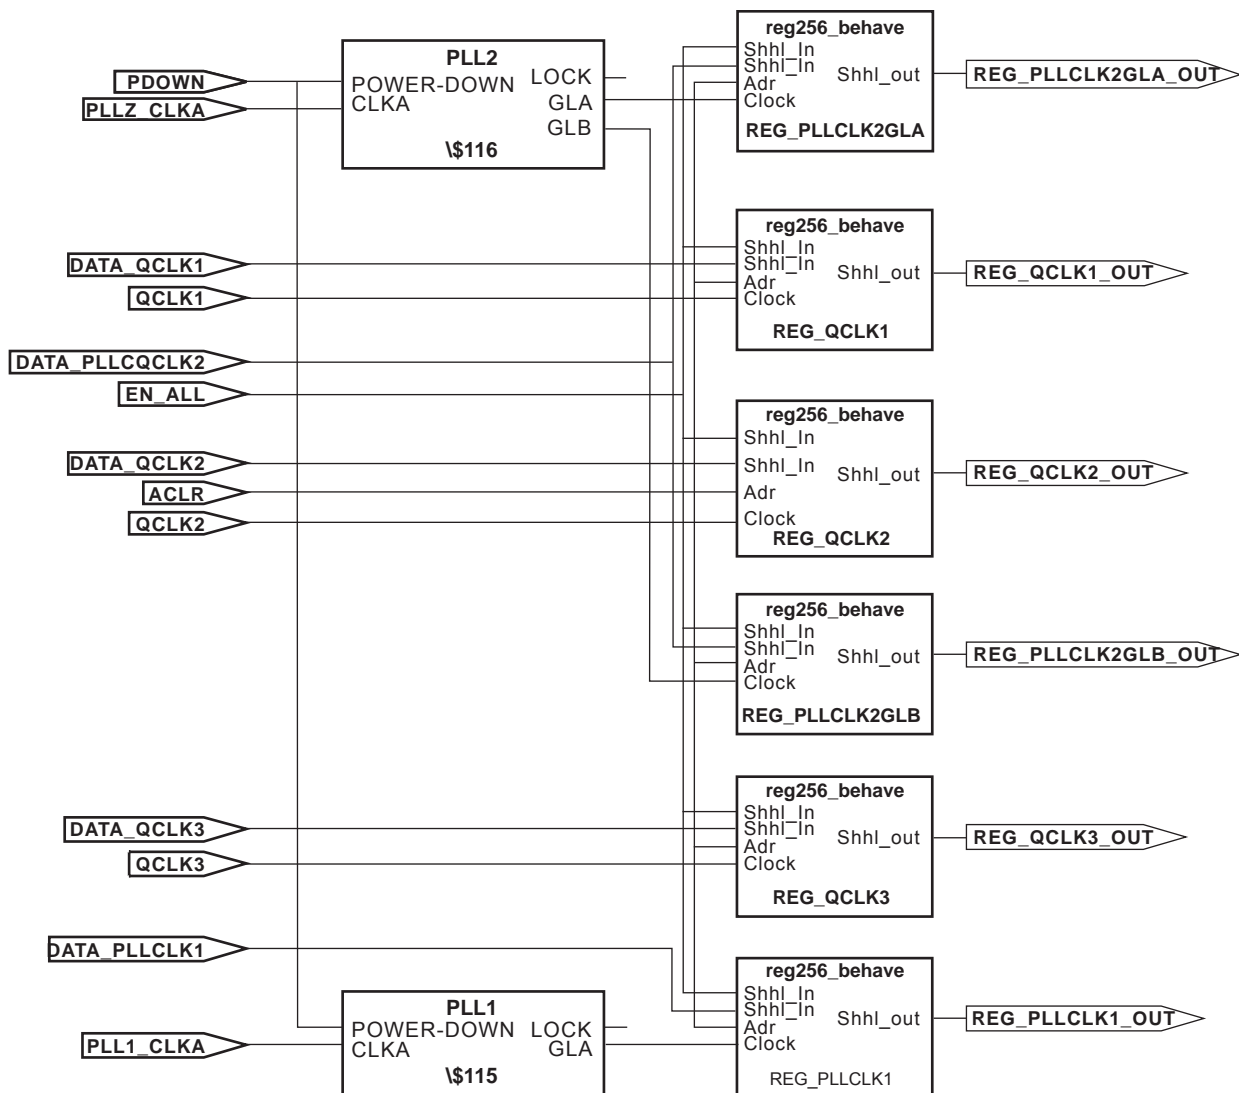 PDOWN
PLLZ_CLKA
PLL2
POWER-DOWN
CLKA
LOCK
GLA
GLB
\$116
reg256_behave
Shhl_In
Shhl_In
Adr
Clock
Shhl_out
REG_PLLCLK2GLA
REG_PLLCLK2GLA_OUT
DATA_QCLK1
QCLK1
reg256_behave
Shhl_In
Shhl_In
Adr
Clock
Shhl_out
REG_QCLK1
REG_QCLK1_OUT
DATA_PLLCQCLK2
EN_ALL
DATA_QCLK2
ACLR
QCLK2
reg256_behave
Shhl_In
Shhl_In
Adr
Clock
Shhl_out
REG_QCLK2
REG_QCLK2_OUT
reg256_behave
Shhl_In
Shhl_In
Adr
Clock
Shhl_out
REG_PLLCLK2GLB
REG_PLLCLK2GLB_OUT
DATA_QCLK3
QCLK3
reg256_behave
Shhl_In
Shhl_In
Adr
Clock
Shhl_out
REG_QCLK3
REG_QCLK3_OUT
DATA_PLLCLK1
PLL1_CLKA
PLL1
POWER-DOWN
CLKA
LOCK
GLA
\$115
reg256_behave
Shhl_In
Shhl_In
Adr
Clock
Shhl_out
REG_PLLCLK1
REG_PLLCLK1_OUT